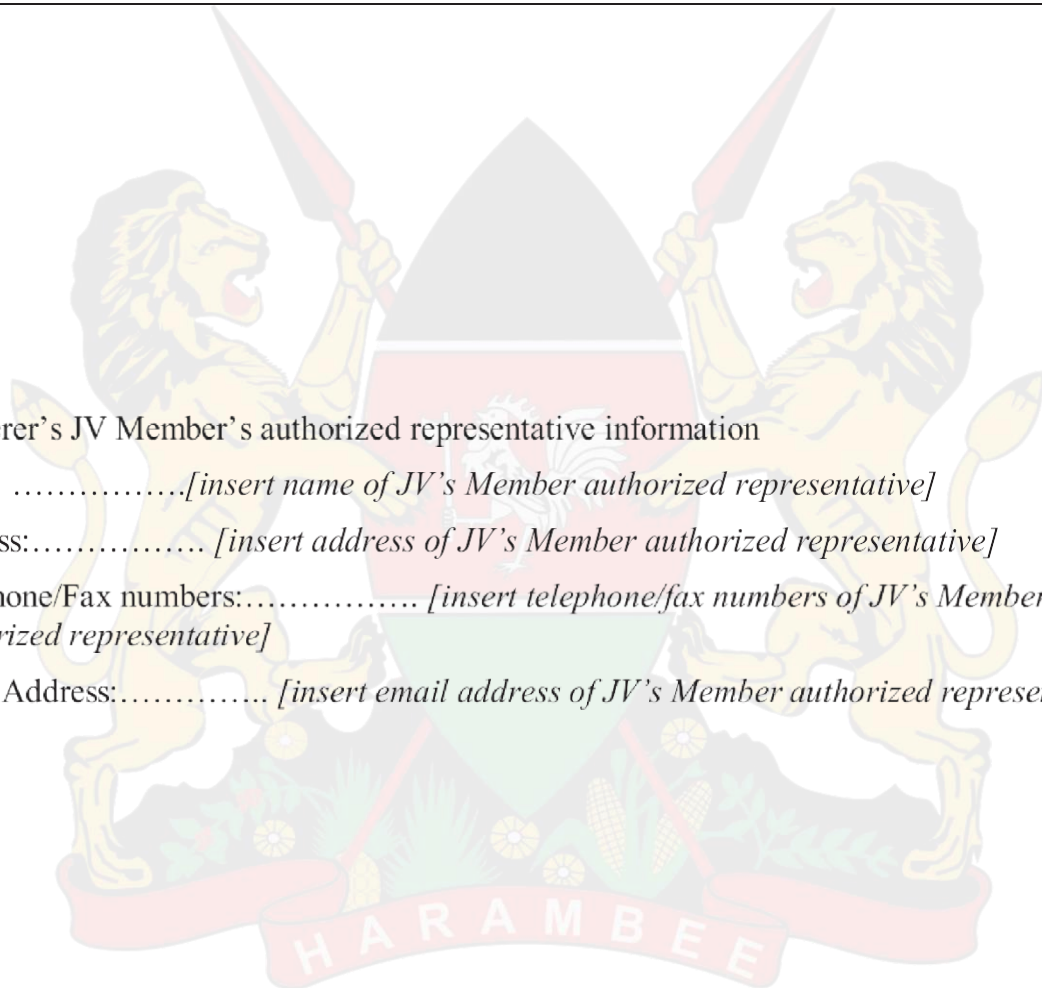 rer’s JV Member’s authorized representative information
……………..[insert name of JV’s Member authorized representative]
ss:…………….. [insert address of JV’s Member authorized representative]
hone/Fax numbers:…………….. [insert telephone/fax numbers of JV’s Member
rized representative]
Address:………….. [insert email address of JV’s Member authorized represe
HARAMBEE